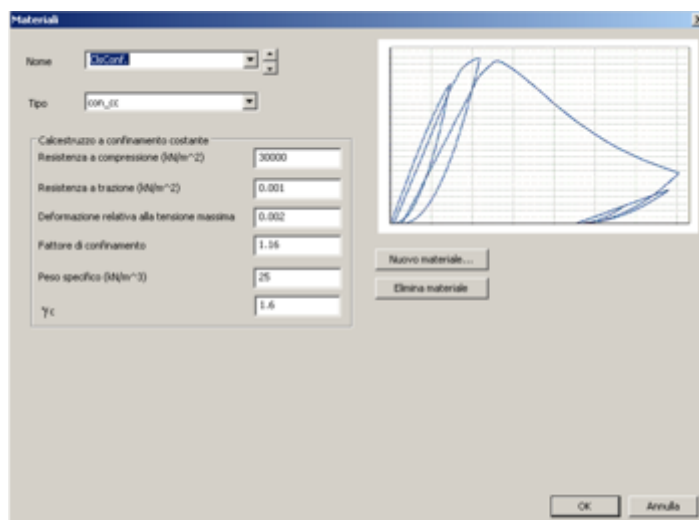 Materiali
Nome
ClsConf.
Tipo
con_cc
Calcestruzzo a confinamento costante
Resistenza a compressione (kN/m^2)
30000
Resistenza a trazione (kN/m^2)
0.001
Deformazione relativa alla tensione massima
0.002
Fattore di confinamento
1.16
Peso specifico (kN/m^3)
25
γc
1.6
Nuovo materiale...
Elimina materiale
OK
Annulla